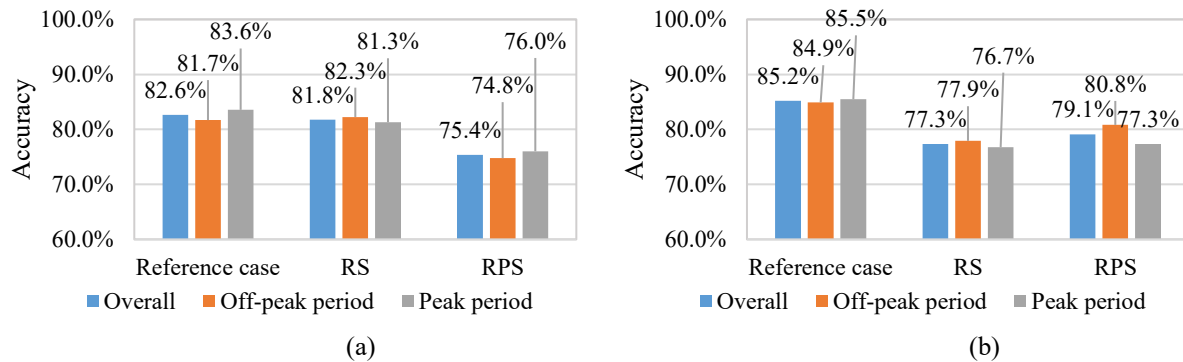 100.0%
90.0%
80.0%
70.0%
60.0%
Accuracy
82.6%
81.7%
83.6%
81.8%
82.3%
81.3%
75.4%
74.8%
76.0%
Reference case
RS
RPS
Overall
Off-peak period
Peak period
(a)
100.0%
90.0%
80.0%
70.0%
60.0%
Accuracy
85.2%
84.9%
85.5%
77.3%
77.9%
76.7%
79.1%
80.8%
77.3%
Reference case
RS
RPS
Overall
Off-peak period
Peak period
(b)